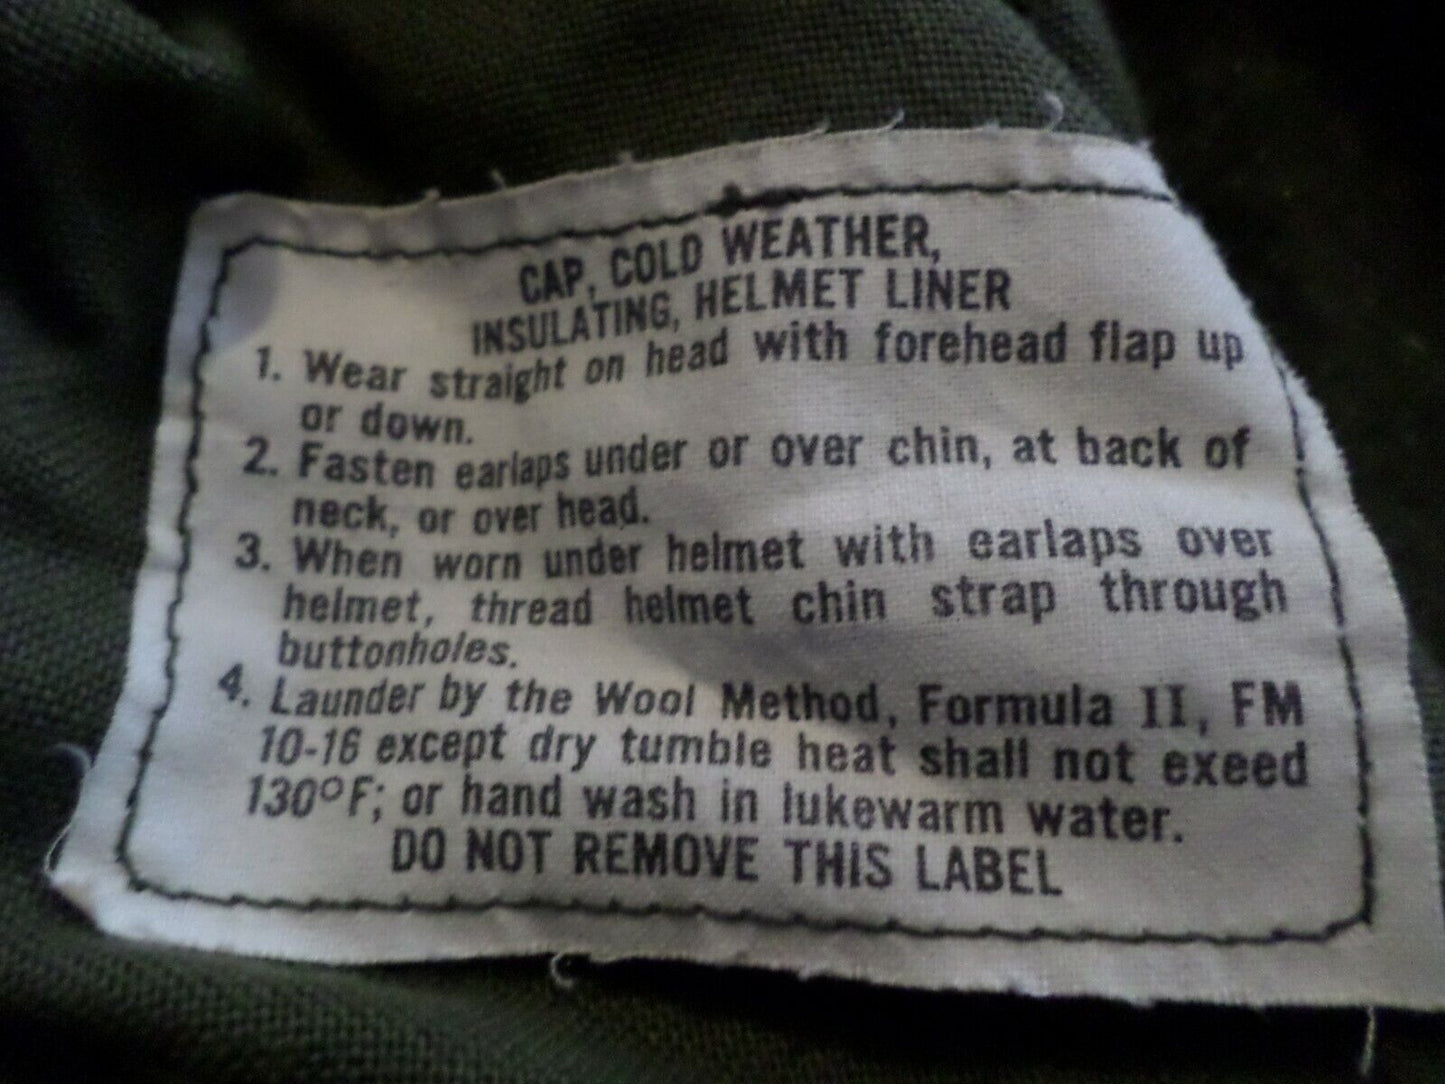 CAP, COLD WEATHER,
INSULATING, HELMET LINER
1. Wear straight on head with forehead flap up
or down.
2. Fasten earlaps under or over chin, at back of
neck, or over head.
3. When worn under helmet with earlaps over
helmet, thread helmet chin strap through
buttonholes.
4. Launder by the Wool Method, Formula II, FM
10-16 except dry tumble heat shall not exeed
130°F; or hand wash in lukewarm water.
DO NOT REMOVE THIS LABEL